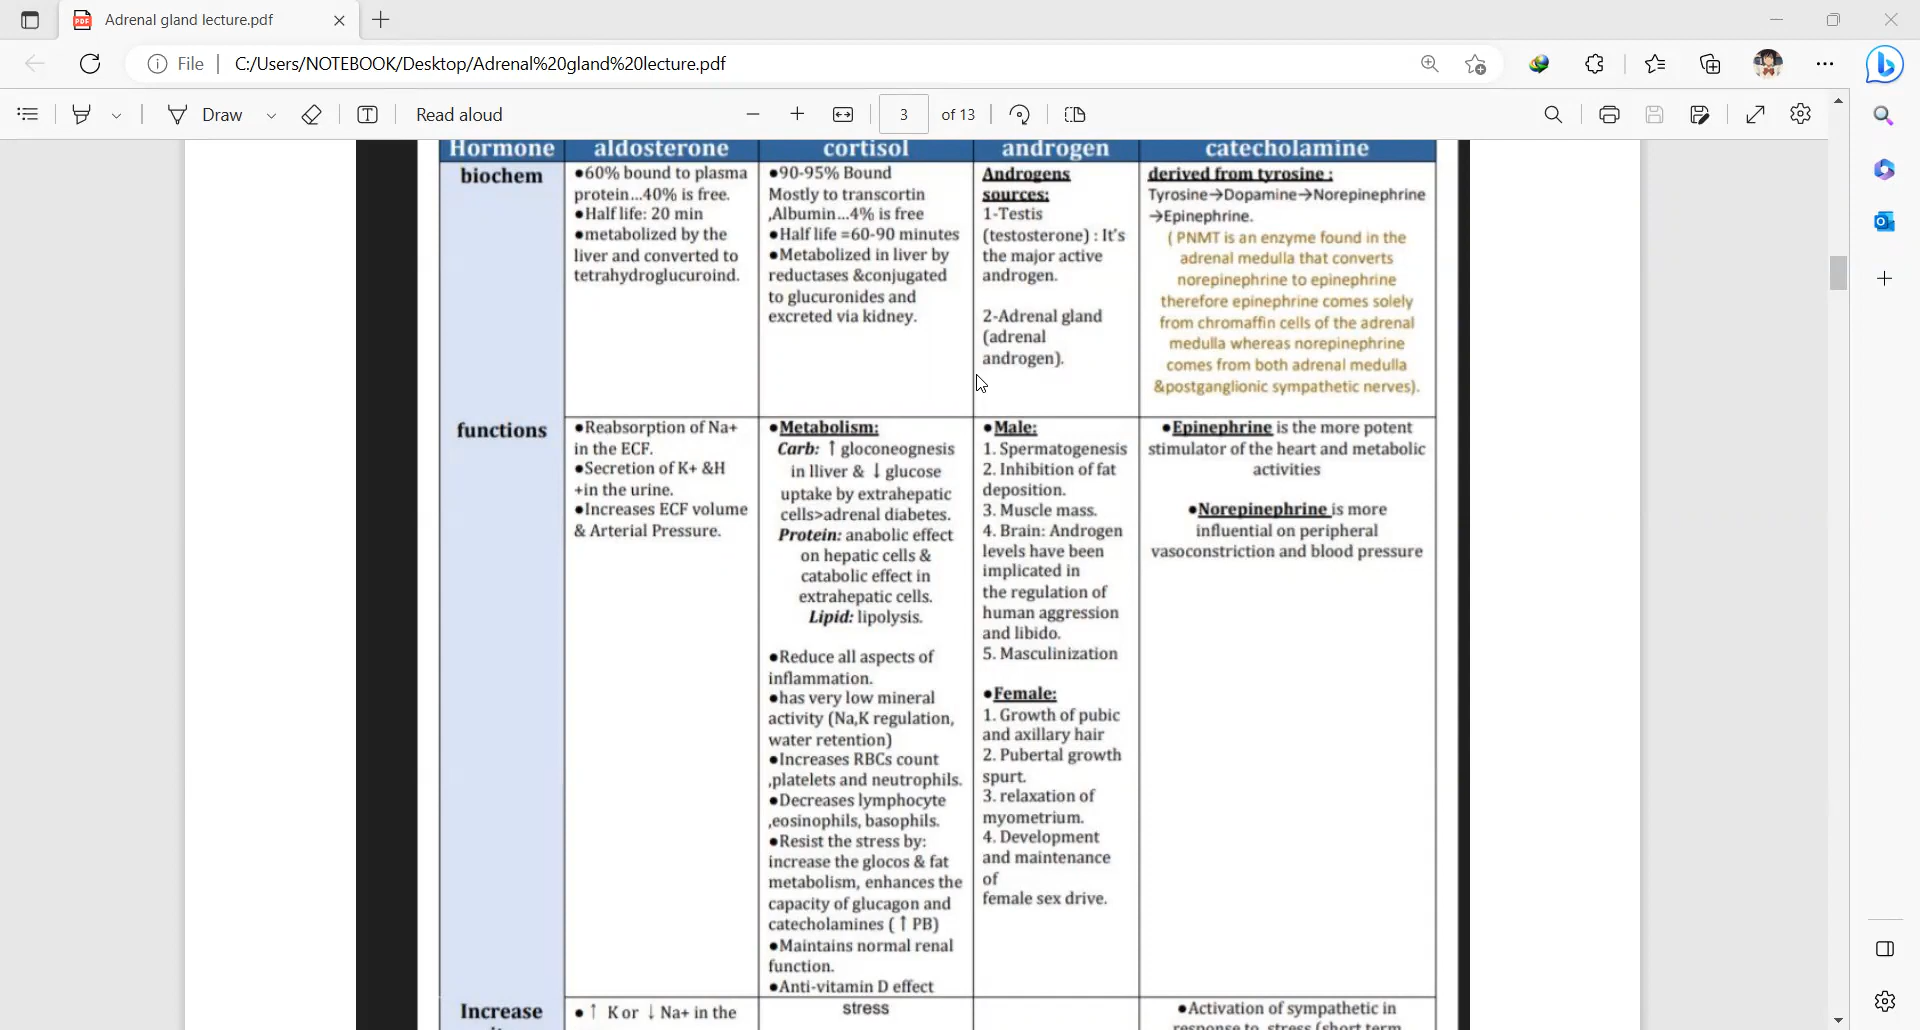 Adrenal gland lecture.pdf
File
C:/Users/NOTEBOOK/Desktop/Adrenal%20gland%20lecture.pdf
Draw
Read aloud
3 of 13
Hormone
aldosterone
cortisol
androgen
catecholamine
biochem
●60% bound to plasma
protein...40% is free.
●Half life: 20 min
●metabolized by the
liver and converted to
tetrahydroglucuroind.
●90-95% Bound
Mostly to transcortin
,Albumin...4% is free
●Half life =60-90 minutes
●Metabolized in liver by
reductases &conjugated
to glucuronides and
excreted via kidney.
Androgens
sources:
1-Testis
(testosterone) : It's
the major active
androgen.
2-Adrenal gland
(adrenal
androgen).
derived from tyrosine :
Tyrosine→Dopamine→Norepinephrine
→Epinephrine.
( PNMT is an enzyme found in the
adrenal medulla that converts
norepinephrine to epinephrine
therefore epinephrine comes solely
from chromaffin cells of the adrenal
medulla whereas norepinephrine
comes from both adrenal medulla
&postganglionic sympathetic nerves).
functions
●Reabsorption of Na+
in the ECF.
●Secretion of K+ &H
+in the urine.
●Increases ECF volume
& Arterial Pressure.
●Metabolism:
Carb: ↑ gloconeognesis
in lliver & ↓ glucose
uptake by extrahepatic
cells>adrenal diabetes.
Protein: anabolic effect
on hepatic cells &
catabolic effect in
extrahepatic cells.
Lipid: lipolysis.
●Reduce all aspects of
inflammation.
●has very low mineral
activity (Na,K regulation,
water retention)
●Increases RBCs count
,platelets and neutrophils.
●Decreases lymphocyte
,eosinophils, basophils.
●Resist the stress by:
increase the glocos & fat
metabolism, enhances the
capacity of glucagon and
catecholamines (↑ PB)
●Maintains normal renal
function.
●Anti-vitamin D effect
●Male:
1. Spermatogenesis
2. Inhibition of fat
deposition.
3. Muscle mass.
4. Brain: Androgen
levels have been
implicated in
the regulation of
human aggression
and libido.
5. Masculinization
●Female:
1. Growth of pubic
and axillary hair
2. Pubertal growth
spurt.
3. relaxation of
myometrium.
4. Development
and maintenance
of
female sex drive.
●Epinephrine is the more potent
stimulator of the heart and metabolic
activities
●Norepinephrine is more
influential on peripheral
vasoconstriction and blood pressure
Increase
●↑ K or ↓ Na+ in the
stress
●Activation of sympathetic in
response to stress (short term